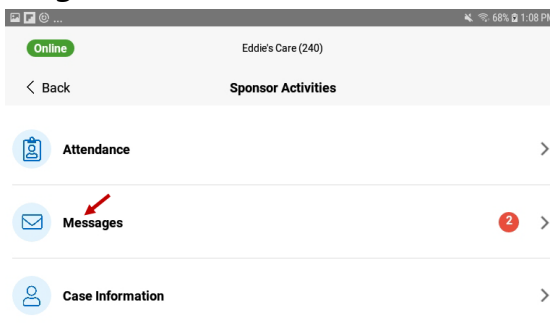 68% 1:08 PM
Online
Eddie's Care (240)
Back
Sponsor Activities
Attendance
Messages
2
Case Information